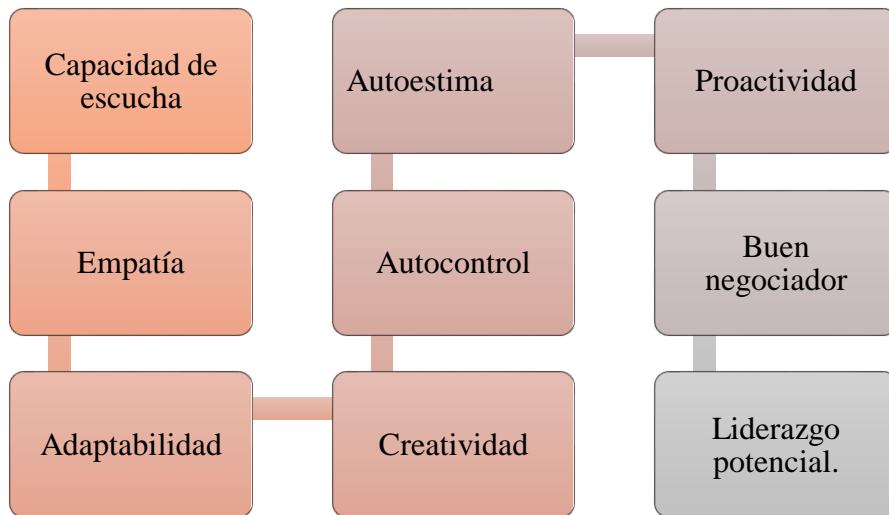 Capacidad de
escucha
Empatía
Adaptabilidad
Creatividad
Autocontrol
Autoestima
Proactividad
Buen
negociador
Liderazgo
potencial.